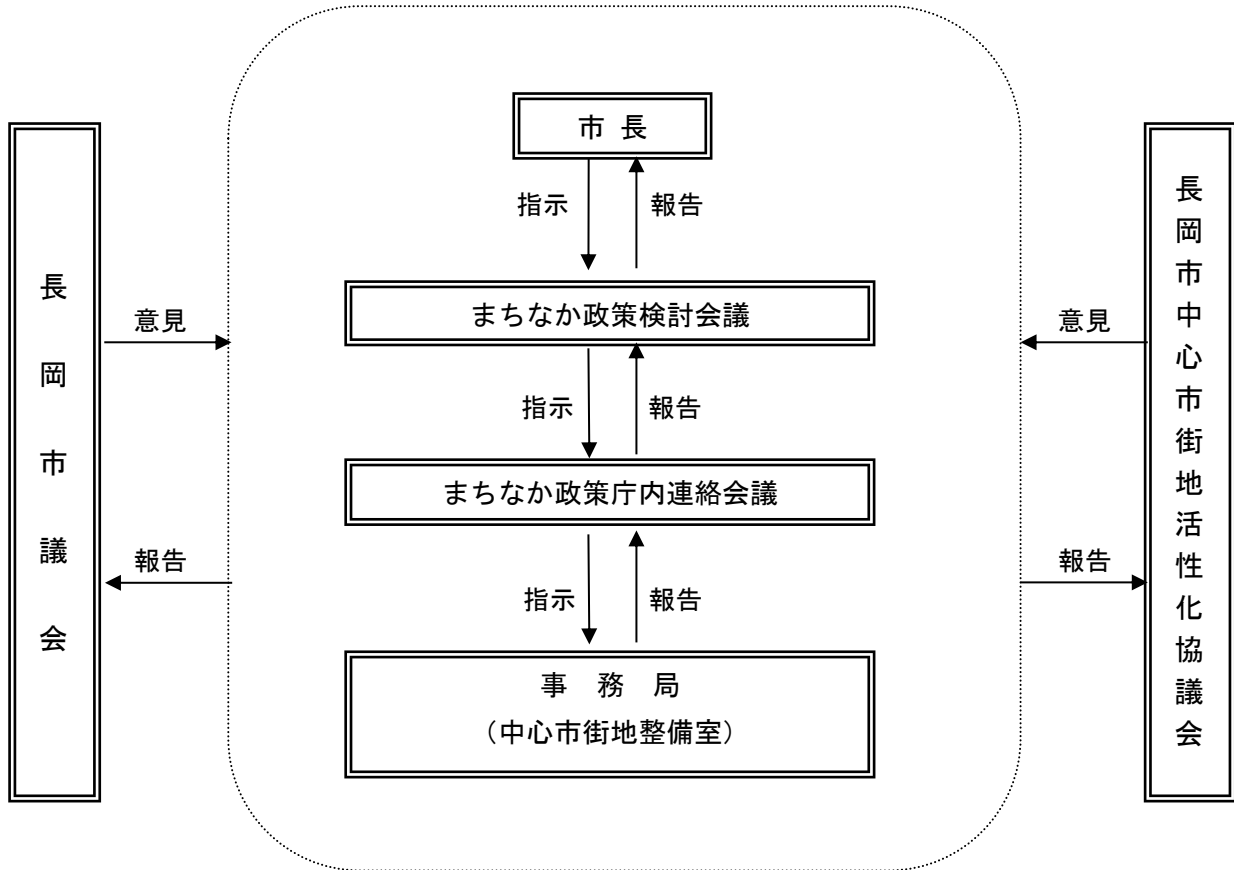 市 長
指示 報告
長岡市議会
まちなか政策検討会議
長岡市中心市街地活性化協議会
意見
意見
指示 報告
まちなか政策庁内連絡会議
報告
報告
指示 報告
事 務 局
（中心市街地整備室）